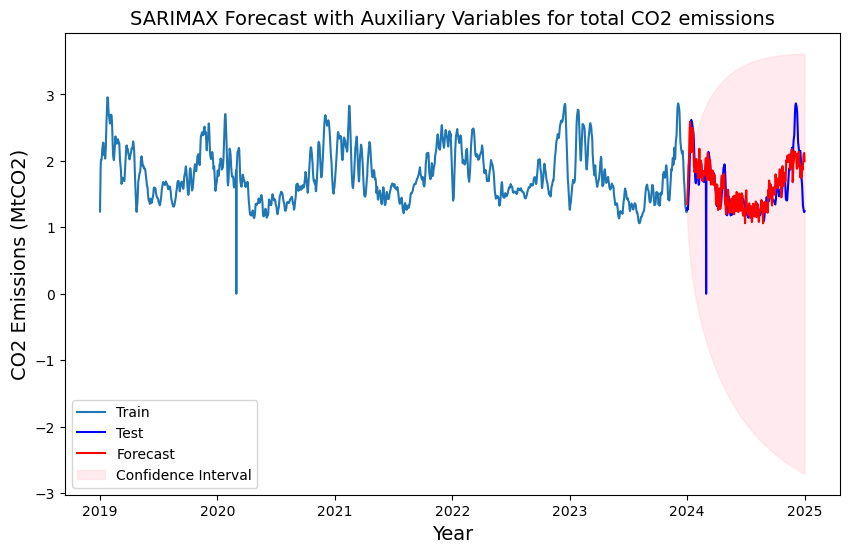 SARIMAX Forecast with Auxiliary Variables for total CO2 emissions
CO2 Emissions (MtCO2)
3
2
1
0
−1
−2
−3
Train
Test
Forecast
Confidence Interval
2019
2020
2021
2022
2023
2024
2025
Year